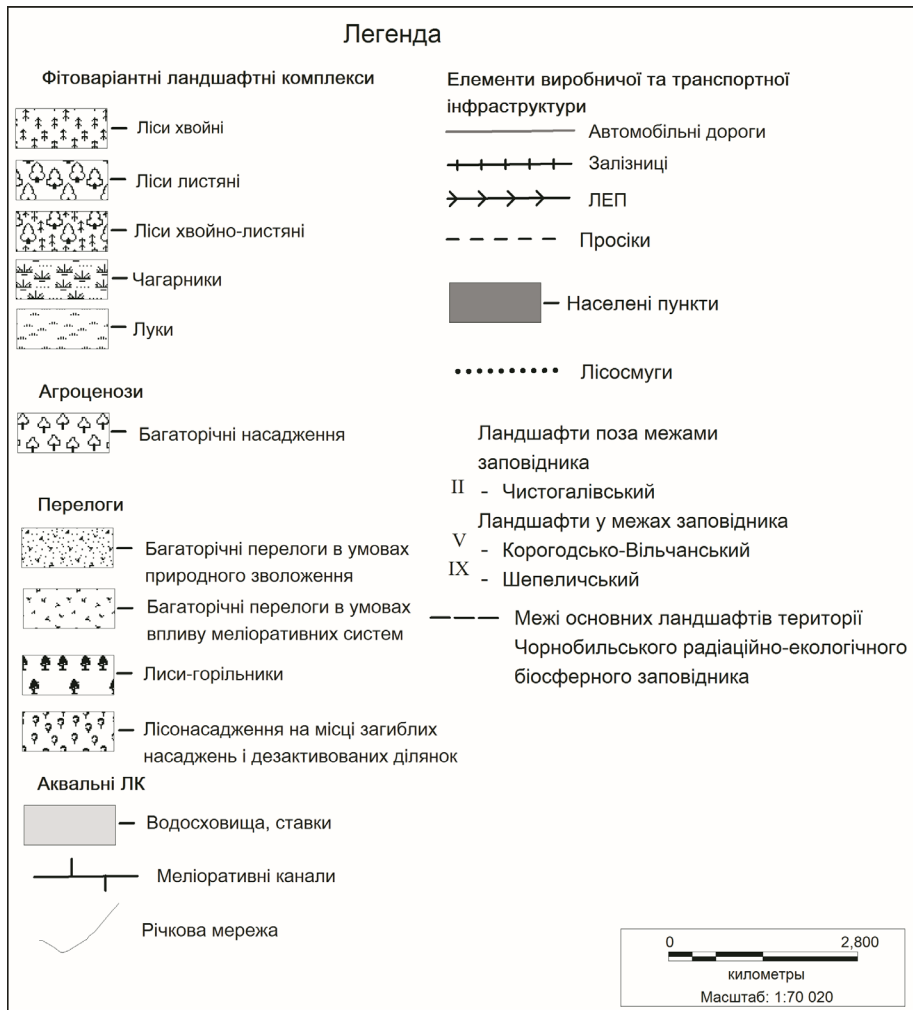 Легенда
Фітоваріантні ландшафтні комплекси
Ліси хвойні
Ліси листяні
Ліси хвойно-листяні
Чагарники
Луки
Агроценози
Багаторічні насадження
Перелоги
Багаторічні перелоги в умовах
природного зволоження
Багаторічні перелоги в умовах
впливу меліоративних систем
Лиси-горільники
Лісонасадження на місці загиблих
насаджень і дезактивованих ділянок
Аквальні ЛК
Водосховища, ставки
Меліоративні канали
Річкова мережа
Елементи виробничої та транспортної
інфраструктури
Автомобільні дороги
Залізниці
ЛЕП
Просіки
Населені пункти
Лісосмуги
Ландшафти поза межами
заповідника
II - Чистогалівський
Ландшафти у межах заповідника
V - Корогодсько-Вільчанський
IX - Шепеличський
Межі основних ландшафтів території
Чорнобильського радіаційно-екологічного
біосферного заповідника
0 2,800
километры
Масштаб: 1:70 020